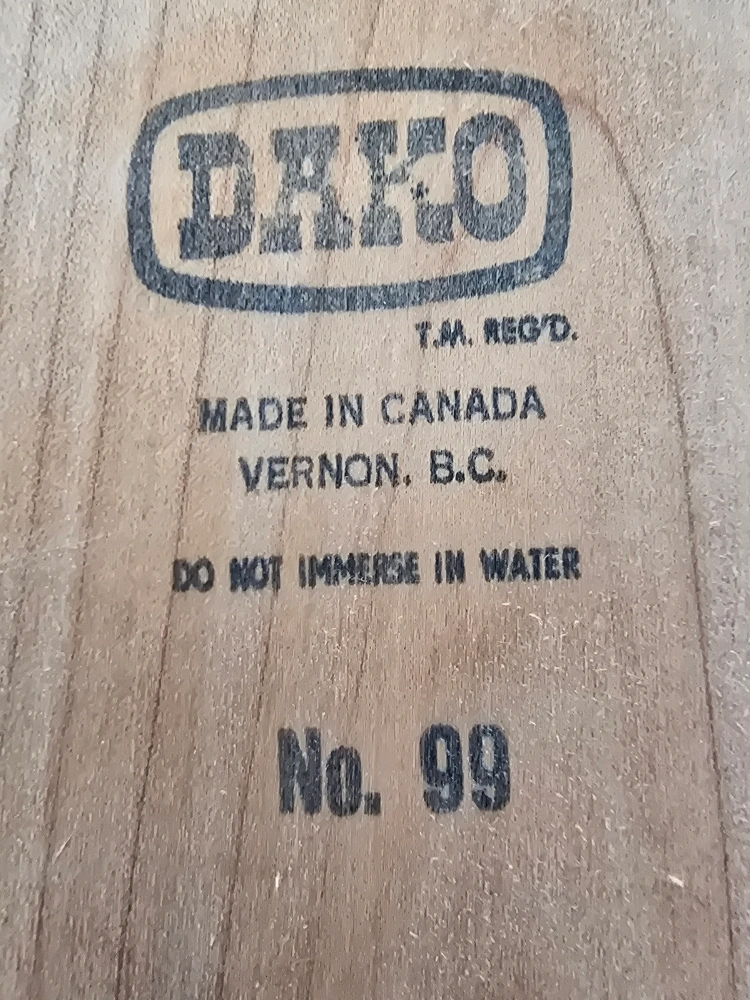 DAKO
T.M. REG'D.
MADE IN CANADA
VERNON, B.C.
DO NOT IMMERSE IN WATER
No. 99